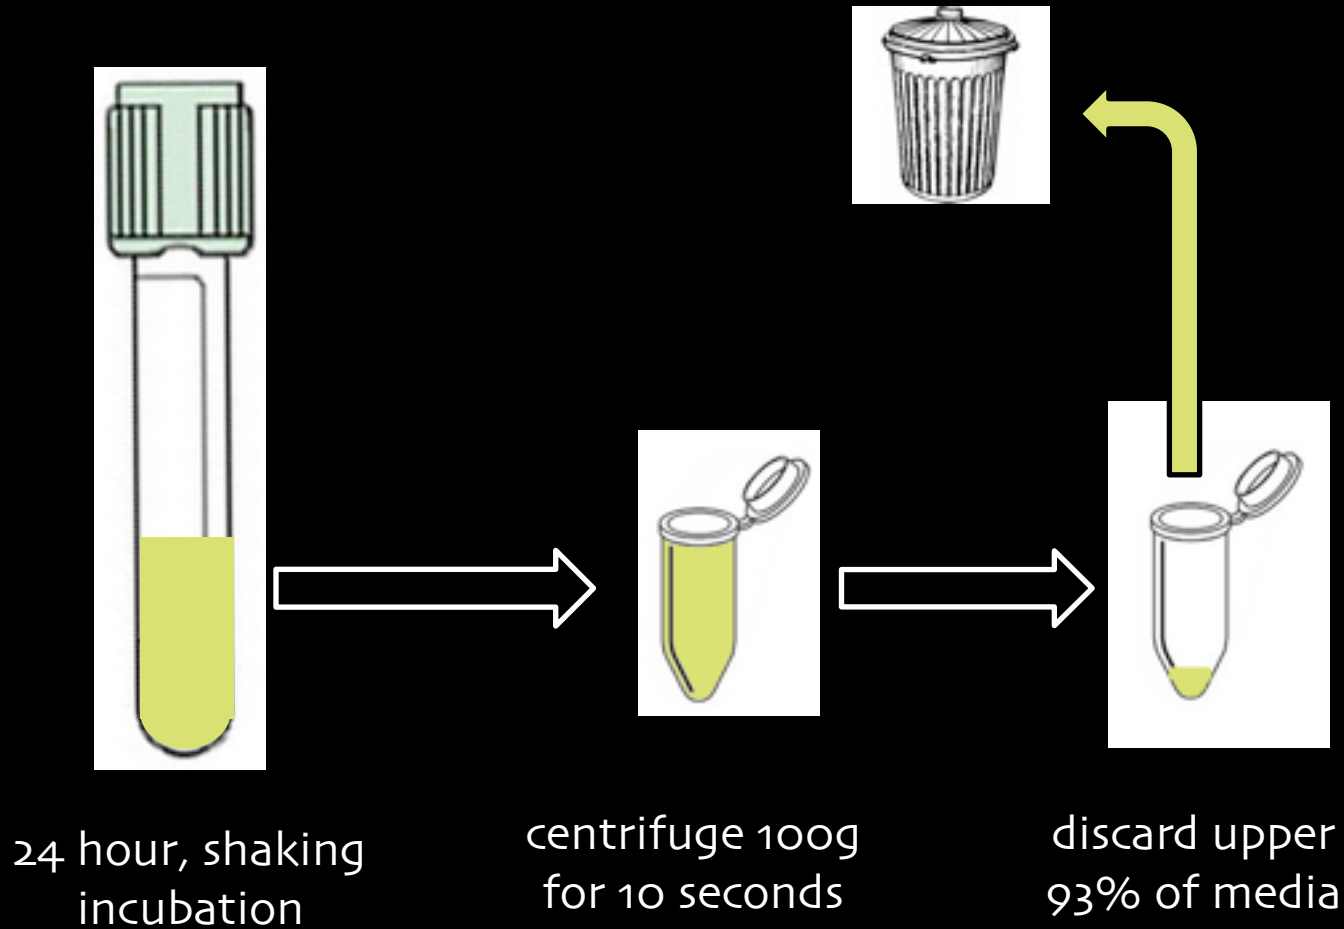 24 hour, shaking
incubation
centrifuge 100g
for 10 seconds
discard upper
93% of media